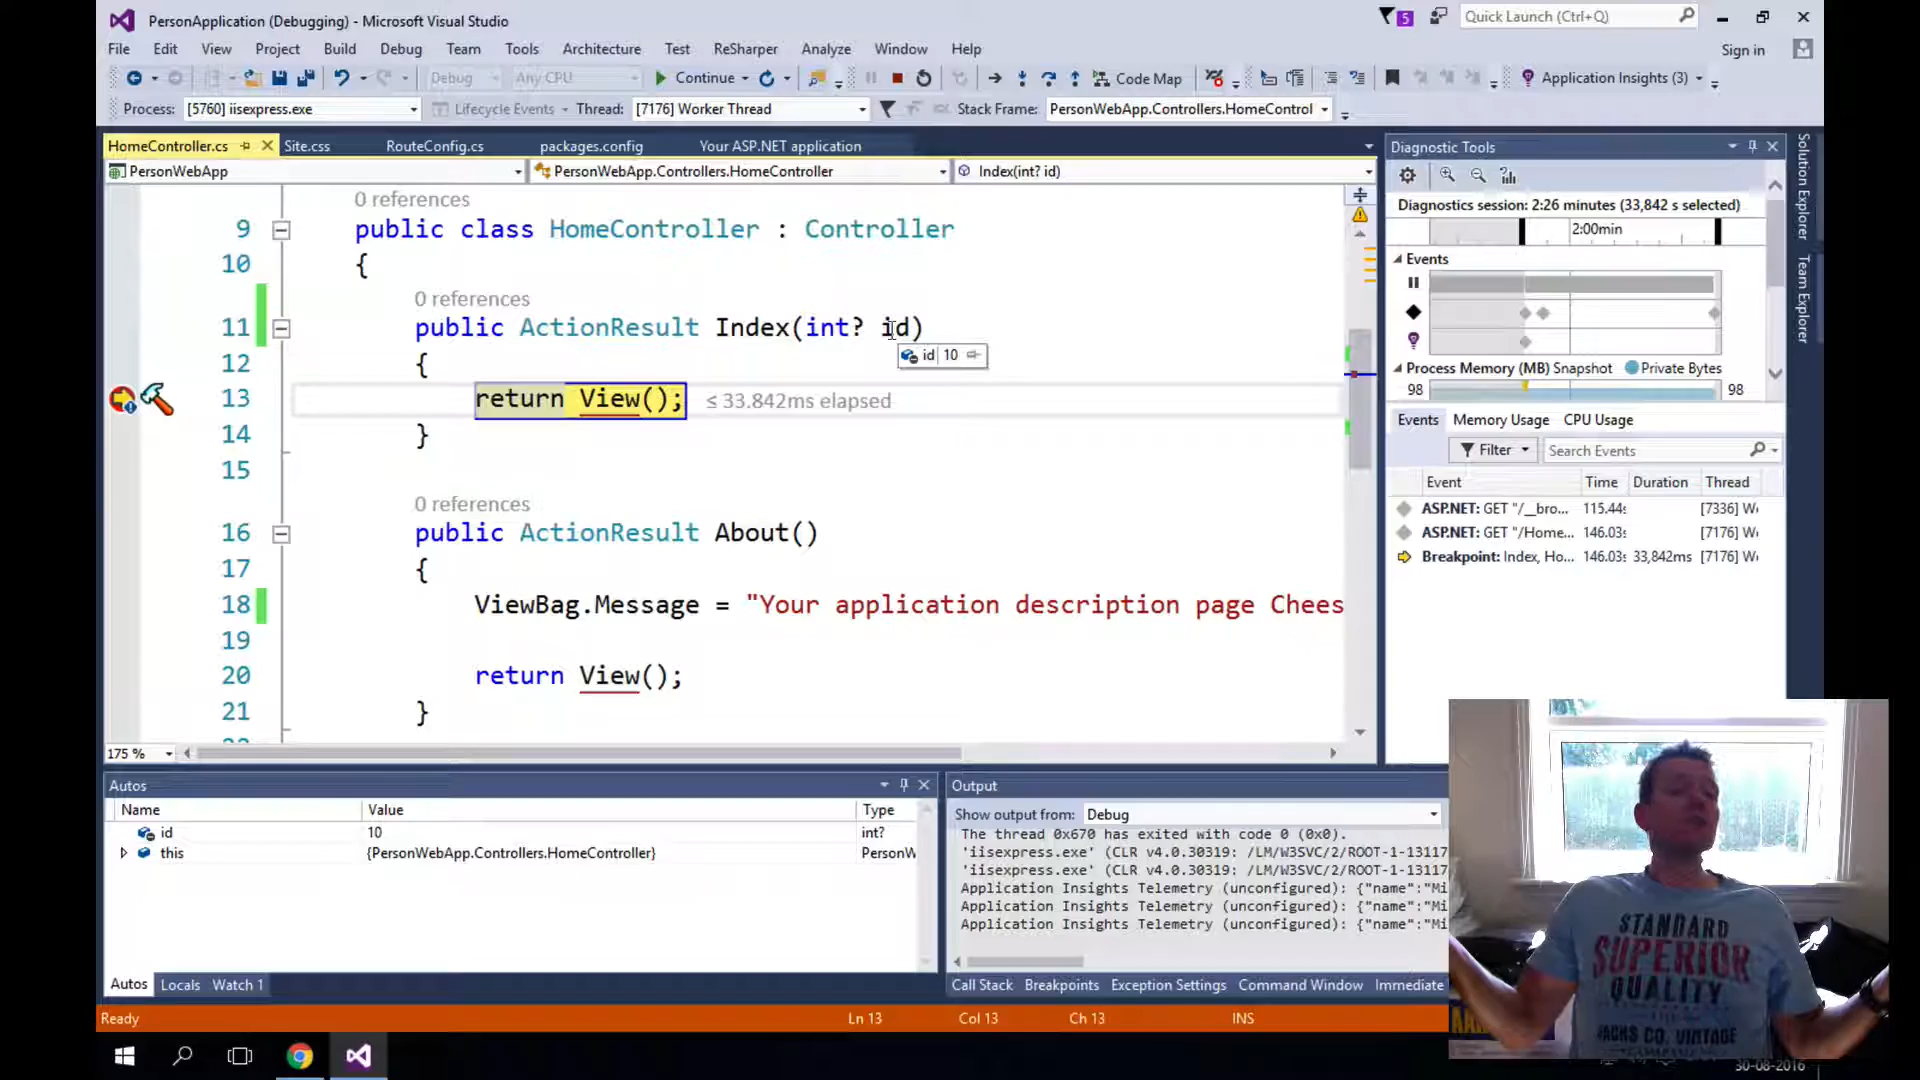 PersonApplication (Debugging) - Microsoft Visual Studio
5
Quick Launch (Ctrl+Q)
File Edit View Project Build Debug Team Tools Architecture Test ReSharper Analyze Window Help
Sign in
Debug Any CPU Continue Code Map Application Insights (3)
Process: [5760] iisexpress.exe Lifecycle Events Thread: [7176] Worker Thread Stack Frame: PersonWebApp.Controllers.HomeControl
HomeController.cs Site.css RouteConfig.cs packages.config Your ASP.NET application
PersonWebApp PersonWebApp.Controllers.HomeController Index(int? id)
0 references
9 public class HomeController : Controller
10 {
0 references
11 public ActionResult Index(int? id)
id 10
12 {
13 return View(); ≤ 33.842ms elapsed
14 }
15
0 references
16 public ActionResult About()
17 {
18 ViewBag.Message = "Your application description page Chees
19
20 return View();
21 }
175 %
Diagnostic Tools
Diagnostics session: 2:26 minutes (33,842 s selected)
2:00min
Events
Process Memory (MB) Snapshot Private Bytes
98 98
Events Memory Usage CPU Usage
Filter Search Events
Event Time Duration Thread
ASP.NET: GET "/__bro... 115.44s [7336] W
ASP.NET: GET "/Home... 146.03s [7176] W
Breakpoint: Index, Ho... 146.03s 33,842ms [7176] W
Solution Explorer
Team Explorer
Autos
Name Value Type
id 10 int?
this {PersonWebApp.Controllers.HomeController} PersonW
Autos Locals Watch 1
Output
Show output from: Debug
The thread 0x670 has exited with code 0 (0x0).
'iisexpress.exe' (CLR v4.0.30319: /LM/W3SVC/2/ROOT-1-13117
'iisexpress.exe' (CLR v4.0.30319: /LM/W3SVC/2/ROOT-1-13117
Application Insights Telemetry (unconfigured): {"name":"Mi
Application Insights Telemetry (unconfigured): {"name":"Mi
Application Insights Telemetry (unconfigured): {"name":"Mi
Call Stack Breakpoints Exception Settings Command Window Immediate
Ready Ln 13 Col 13 Ch 13 INS
STANDARD
SUPERIOR
QUALITY
JACKS CO. VINTAGE
30-08-2016